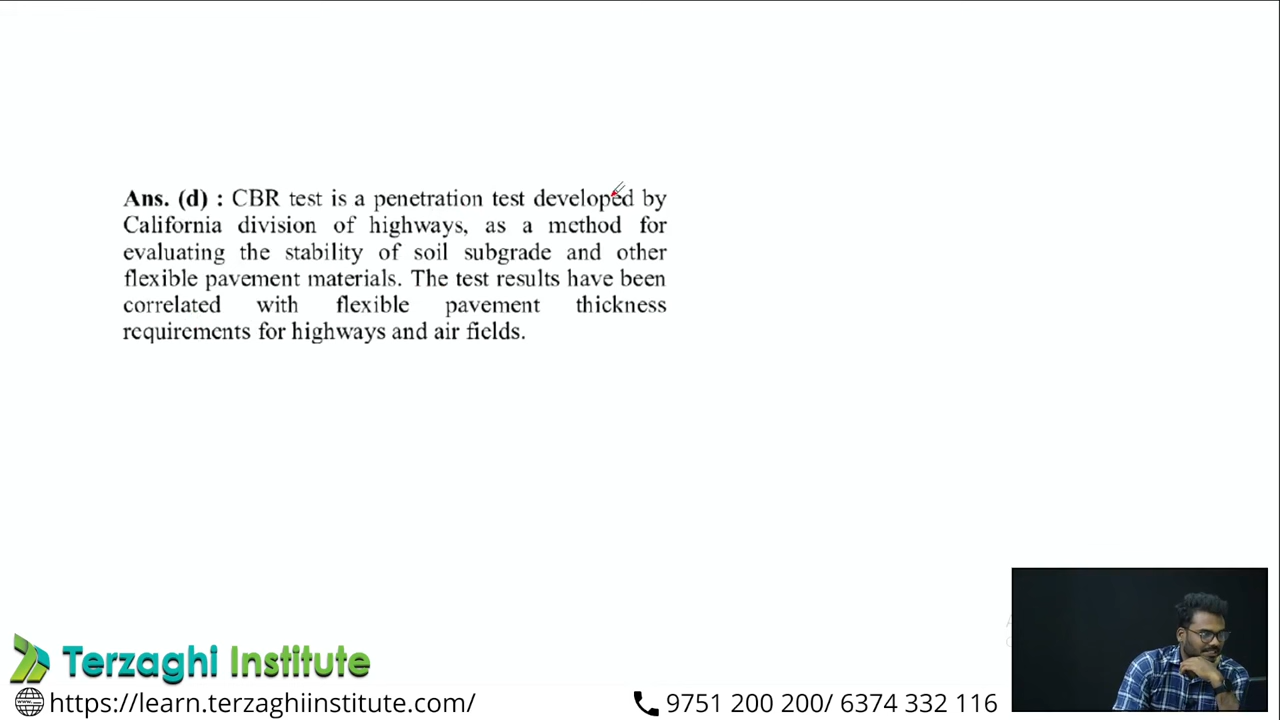 Ans. (d) : CBR test is a penetration test developed by
California division of highways, as a method for
evaluating the stability of soil subgrade and other
flexible pavement materials. The test results have been
correlated with flexible pavement thickness
requirements for highways and air fields.
Terzaghi Institute
https://learn.terzaghiinstitute.com/
9751 200 200/ 6374 332 116